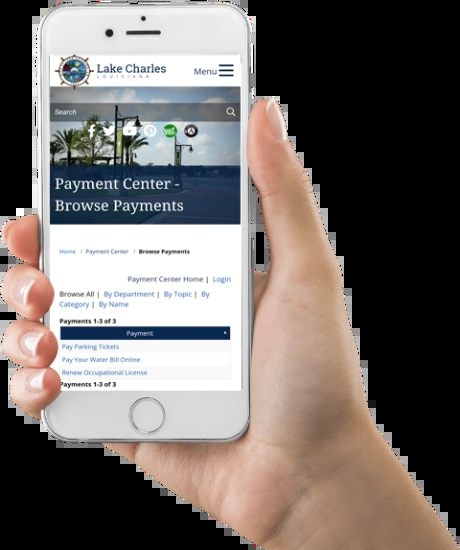 Lake Charles
LOUISIANA
Menu
Search
Payment Center -
Browse Payments
Home / Payment Center / Browse Payments
Payment Center Home | Login
Browse All | By Department | By Topic | By
Category | By Name
Payments 1-3 of 3
Payment
Pay Parking Tickets
Pay Your Water Bill Online
Renew Occupational License
Payments 1-3 of 3